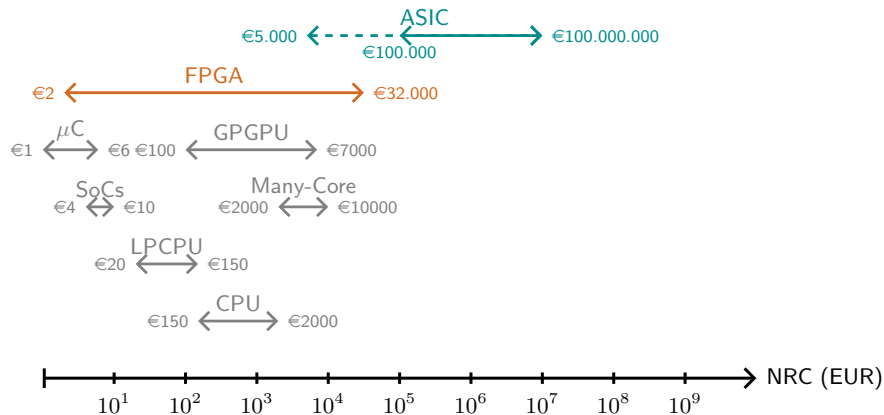 ASIC
€5.000 €100.000.000
€100.000
FPGA
€2 €32.000
μC GPGPU
€1 €6 €100 €7000
SoCs Many-Core
€4 €10 €2000 €10000
LPCPU
€20 €150
CPU
€150 €2000
NRC (EUR)
10¹ 10² 10³ 10⁴ 10⁵ 10⁶ 10⁷ 10⁸ 10⁹